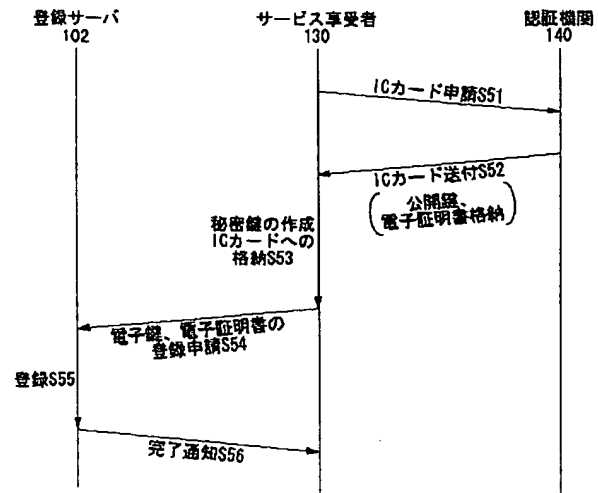 登録サーバ
102
サービス享受者
130
認証機関
140
ICカード申請S51
ICカード送付S52
公開鍵、
電子証明書格納
秘密鍵の作成
ICカードへの
格納S53
電子鍵、電子証明書の
登録申請S54
登録S55
完了通知S56